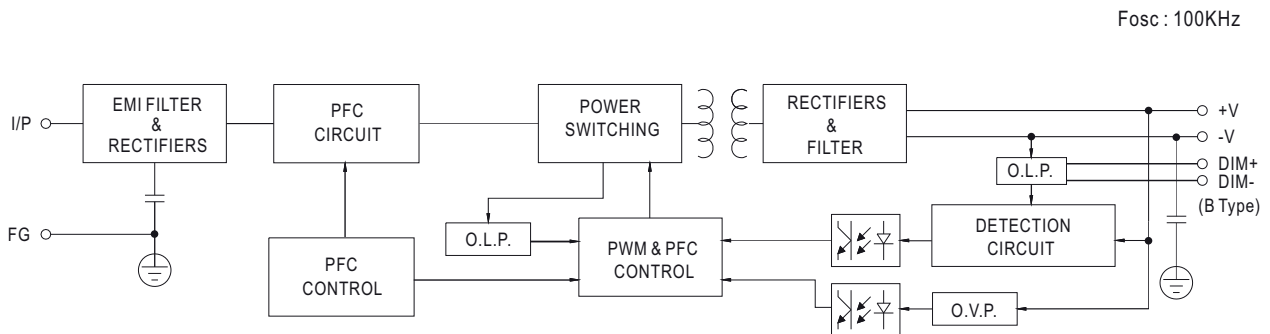 Fosc : 100KHz
I/P
EMI FILTER
&
RECTIFIERS
PFC
CIRCUIT
POWER
SWITCHING
RECTIFIERS
&
FILTER
+V
-V
O.L.P.
DIM+
DIM-
(B Type)
FG
O.L.P.
PFC
CONTROL
PWM & PFC
CONTROL
DETECTION
CIRCUIT
O.V.P.